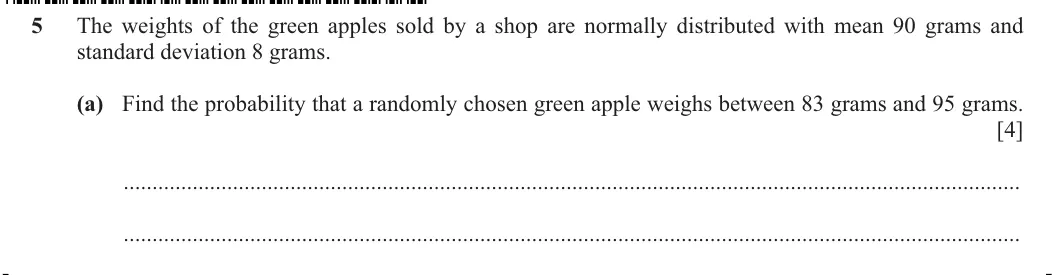 5 The weights of the green apples sold by a shop are normally distributed with mean 90 grams and
standard deviation 8 grams.
(a) Find the probability that a randomly chosen green apple weighs between 83 grams and 95 grams.
[4]
................................................................................
................................................................................